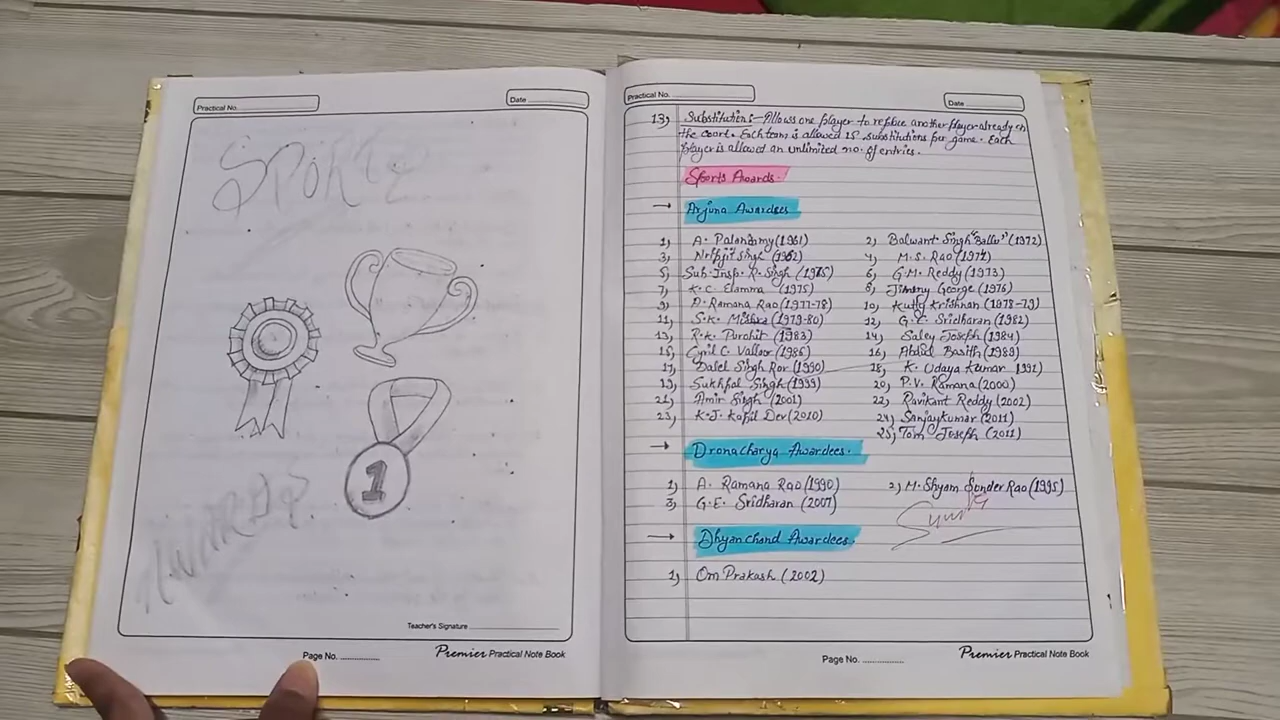 Practical No.
Date
SPORTS
1
AWARDS
Teacher's Signature
Page No.
Premier Practical Note Book
Practical No.
Date
13) Substitution:- Allows one player to replace another player already on
the court. Each team is allowed 15 substitutions per game. Each
player is allowed an unlimited no. of entries.
Sports Awards.
→ Arjuna Awardees
1) A. Palanismy (1961) 2) Balwant Singh "Ballu" (1972)
3) Nripjit Singh (1962) 4) M.S. Rao (1974)
5) Sub. Insp. R. Singh (1975) 6) G.M. Reddy (1973)
7) K.C. Elamma (1975) 8) Jimmy George (1976)
9) A. Ramana Rao (1977-78) 10) Kutty Krishnan (1978-79)
11) S.K. Mishra (1979-80) 12) G.E. Sridharan (1982)
13) R.K. Purohit (1983) 14) Saley Joseph (1984)
15) Cyril C. Valloor (1986) 16) Abdul Basith (1989)
17) Dalel Singh Ror (1990) 18) K. Udaya Kumar 1991)
19) Sukhpal Singh (1999) 20) P.V. Ramana (2000)
21) Amir Singh (2001) 22) Ravikant Reddy (2002)
23) K.J. Kapil Dev (2010) 24) Sanjaykumar (2011)
25) Tom Joseph (2011)
→ Dronacharya Awardees.
1) A. Ramana Rao (1990) 2) M. Shyam Sonder Rao (1995)
3) G.E. Sridharan (2007)
→ Dhyanchand Awardees.
1) Om Prakash (2002)
Page No.
Premier Practical Note Book